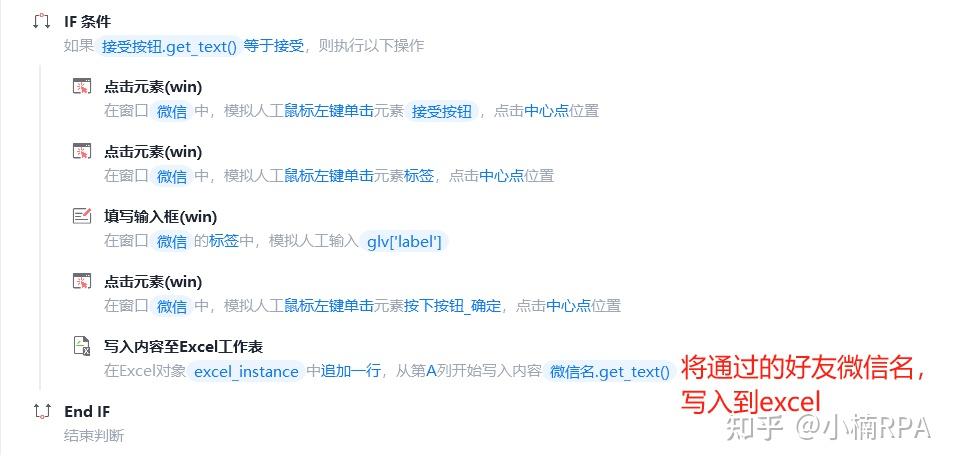 IF 条件
如果 接受按钮.get_text() 等于接受，则执行以下操作
点击元素(win)
在窗口 微信 中，模拟人工鼠标左键单击元素 接受按钮 ，点击中心点位置
点击元素(win)
在窗口 微信 中，模拟人工鼠标左键单击元素标签，点击中心点位置
填写输入框(win)
在窗口 微信 的标签中，模拟人工输入 glv['label']
点击元素(win)
在窗口 微信 中，模拟人工鼠标左键单击元素按下按钮_确定，点击中心点位置
写入内容至Excel工作表
在Excel对象 excel_instance 中追加一行，从第A列开始写入内容 微信名.get_text()
将通过的好友微信名，
写入到excel
End IF
结束判断
知乎 @小楠RPA